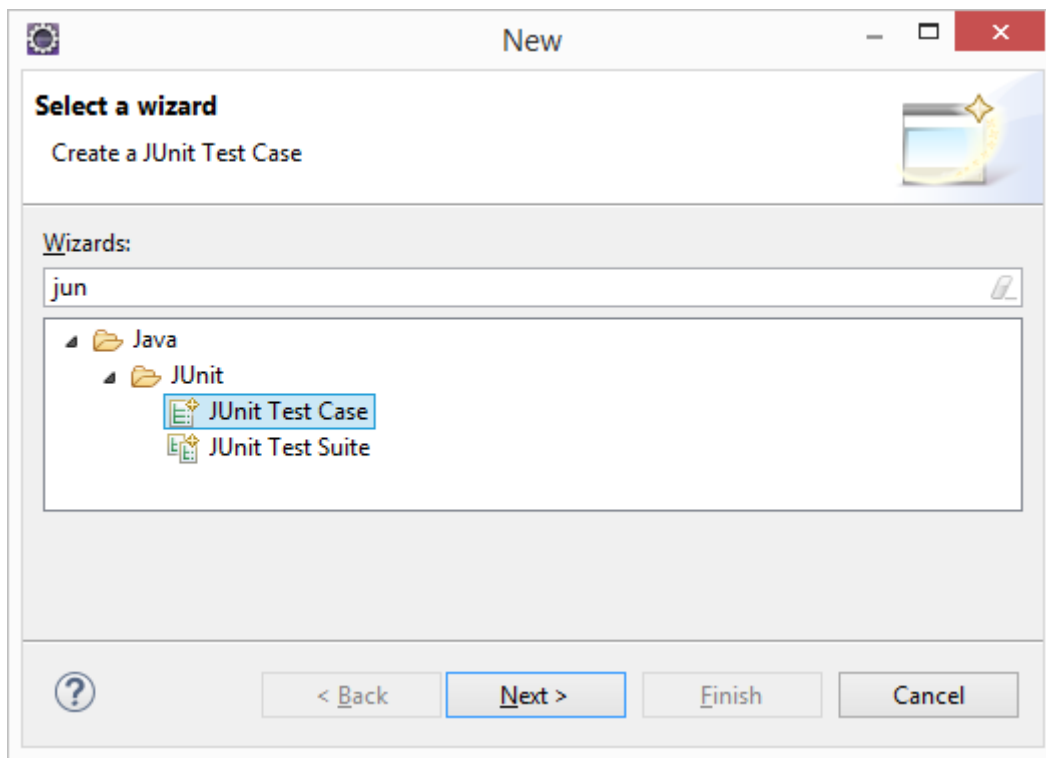 New
Select a wizard
Create a JUnit Test Case
Wizards:
jun
Java
JUnit
JUnit Test Case
JUnit Test Suite
? < Back Next > Finish Cancel